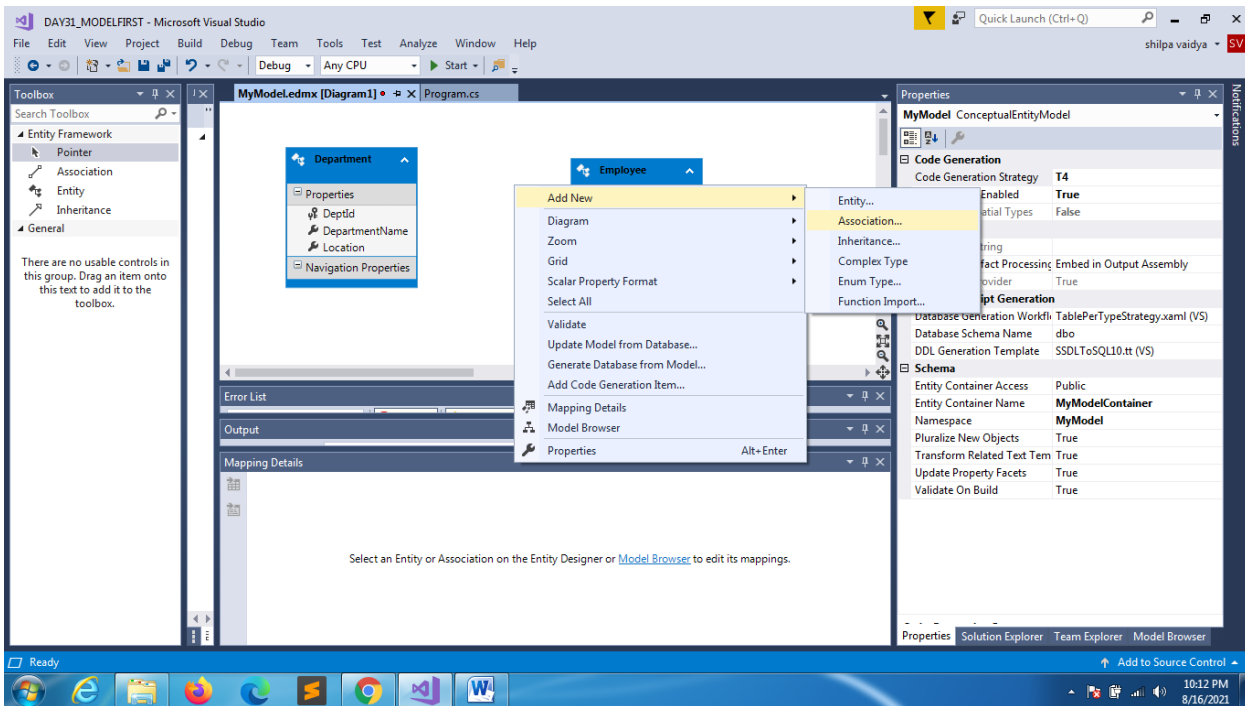 DAY31_MODELFIRST - Microsoft Visual Studio
Quick Launch (Ctrl+Q)
File Edit View Project Build Debug Team Tools Test Analyze Window Help
shilpa vaidya SV
Debug Any CPU Start
Toolbox
Search Toolbox
Entity Framework
Pointer
Association
Entity
Inheritance
General
There are no usable controls in
this group. Drag an item onto
this text to add it to the
toolbox.
MyModel.edmx [Diagram1] Program.cs
Department
Properties
DeptId
DepartmentName
Location
Navigation Properties
Employee
Add New
Diagram
Zoom
Grid
Scalar Property Format
Select All
Validate
Update Model from Database...
Generate Database from Model...
Add Code Generation Item...
Mapping Details
Model Browser
Properties Alt+Enter
Entity...
Association...
Inheritance...
Complex Type
Enum Type...
Function Import...
Error List
Output
Mapping Details
Select an Entity or Association on the Entity Designer or Model Browser to edit its mappings.
Properties
MyModel ConceptualEntityModel
Code Generation
Code Generation Strategy T4
Enabled True
atial Types False
tring
fact Processing Embed in Output Assembly
ovider True
ipt Generation
Database Generation Workfl TablePerTypeStrategy.xaml (VS)
Database Schema Name dbo
DDL Generation Template SSDLToSQL10.tt (VS)
Schema
Entity Container Access Public
Entity Container Name MyModelContainer
Namespace MyModel
Pluralize New Objects True
Transform Related Text Tem True
Update Property Facets True
Validate On Build True
Properties Solution Explorer Team Explorer Model Browser
Notifications
Ready
Add to Source Control
10:12 PM
8/16/2021